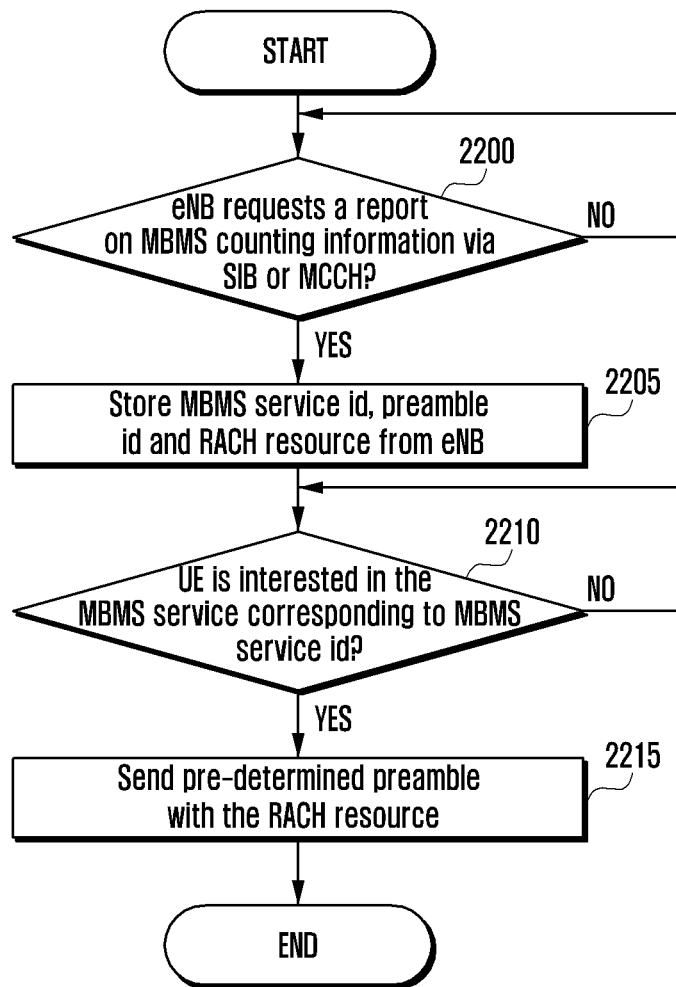 START
2200
eNB requests a report
on MBMS counting information via
SIB or MCCH?
NO
YES
2205
Store MBMS service id, preamble
id and RACH resource from eNB
2210
UE is interested in the
MBMS service corresponding to MBMS
service id?
NO
YES
2215
Send pre-determined preamble
with the RACH resource
END